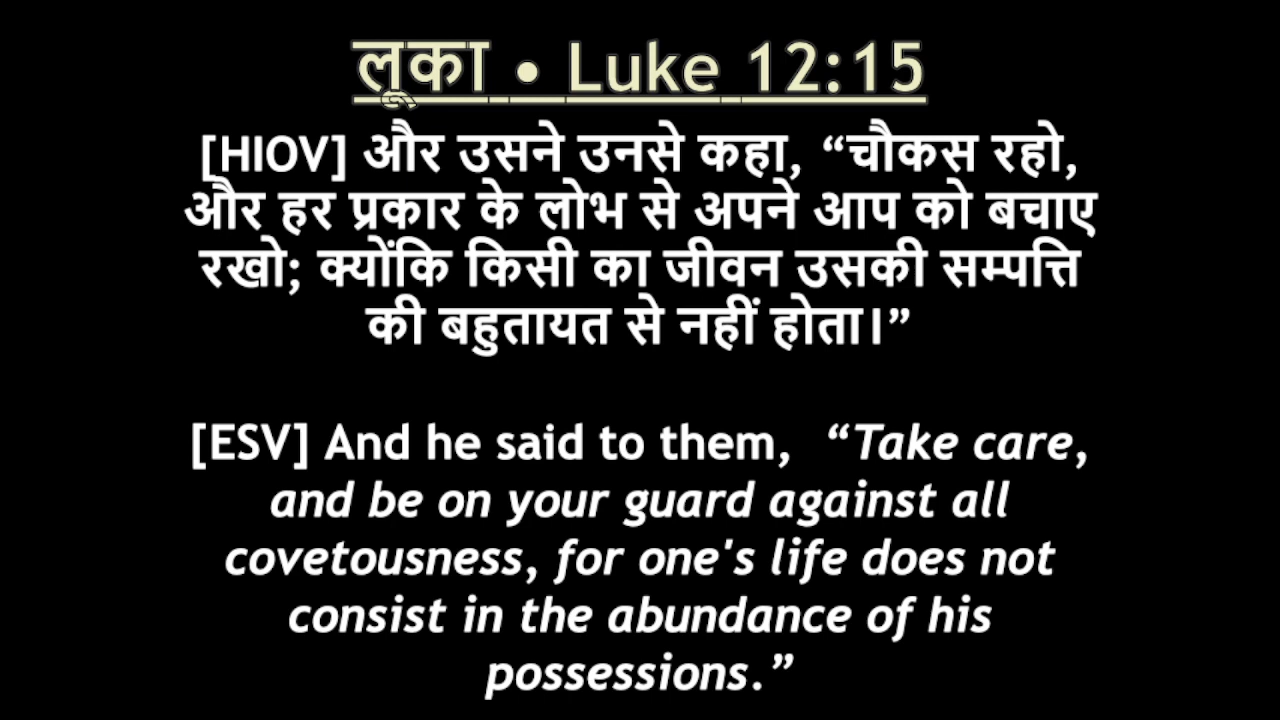 लूका • Luke 12:15
[HIOV] और उसने उनसे कहा, “चौकस रहो,
और हर प्रकार के लोभ से अपने आप को बचाए
रखो; क्योंकि किसी का जीवन उसकी सम्पत्ति
की बहुतायत से नहीं होता।”
[ESV] And he said to them, “Take care,
and be on your guard against all
covetousness, for one's life does not
consist in the abundance of his
possessions.”